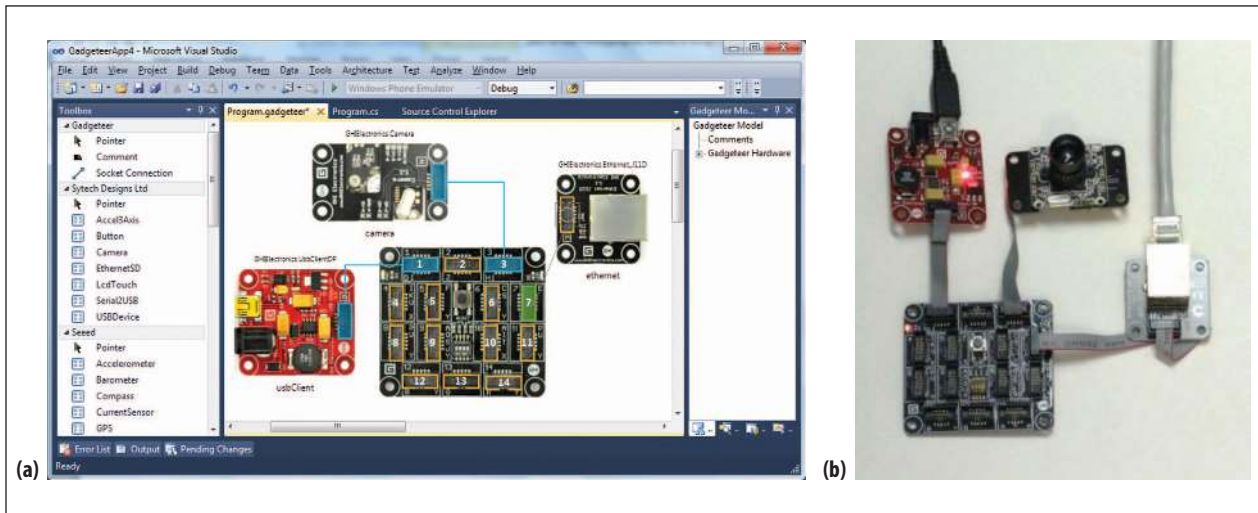 GadgeteerApp4 - Microsoft Visual Studio
File Edit View Project Build Debug Team Data Tools Architecture Test Analyze Window Help
Windows Phone Emulator Debug
Toolbox
Gadgeteer
Pointer
Comment
Socket Connection
Sytech Designs Ltd
Pointer
Accel3Axis
Button
Camera
EthernetSD
LcdTouch
Serial2USB
USBDevice
Seeed
Pointer
Accelerometer
Barometer
Compass
CurrentSensor
GPS
Program.gadgeteer* Program.cs Source Control Explorer
GHIElectronics.Camera
camera
GHIElectronics.Ethernet_J11D
ethernet
GHIElectronics.UsbClientDP
usbClient
1 2 3
4 5 6 7
8 9 10 11
12 13 14
Gadgeteer Mo...
Gadgeteer Model
Comments
Gadgeteer Hardware
Error List Output Pending Changes
Ready
(a)
(b)